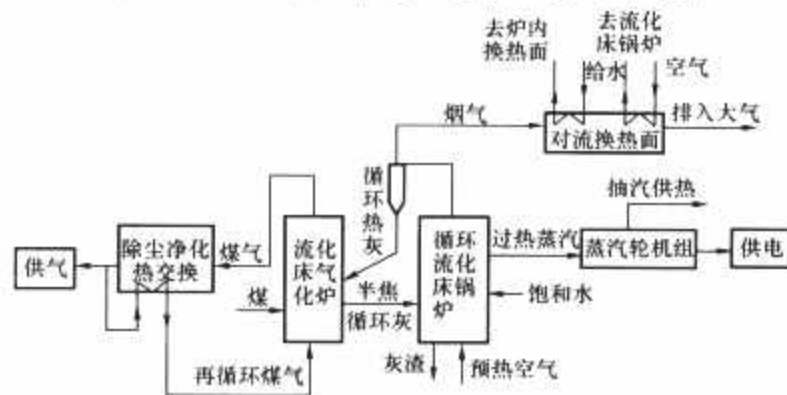 去炉内
换热面
去流化
床锅炉
给水
空气
烟气
对流换热面
排入大气
循
环
热
灰
抽汽供热
除尘净化
热交换
供气
煤气
流化
床气
化炉
循环
流化
床锅
炉
过热蒸汽
蒸汽轮机组
供电
煤
半焦
循环灰
饱和水
再循环煤气
灰渣
预热空气